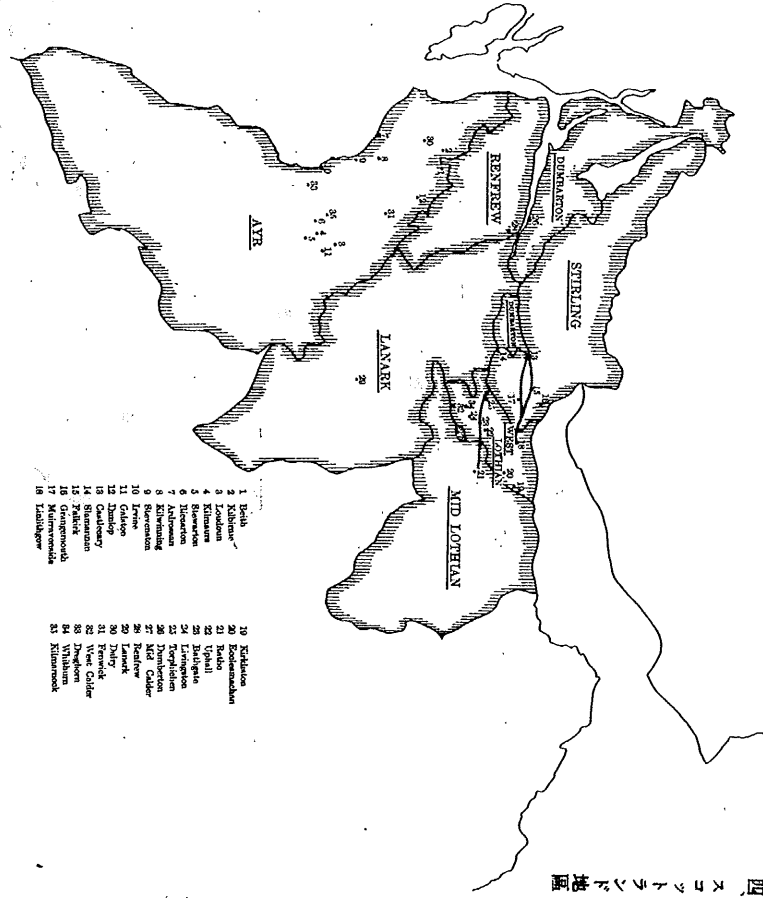 四、スコットランド地圖
STIRLING
DUMBARTON
DUMBARTON
RENFREW
WEST LOTHIAN
MID LOTHIAN
LANARK
AYR
1 Beith
2 Kilbirnie
3 Loudoun
4 Kilmaurs
5 Stewarton
6 Riccarton
7 Ardrossan
8 Kilwinning
9 Stevenston
10 Irvine
11 Galston
12 Dunlop
13 Castlecary
14 Slamannan
15 Falkirk
16 Grangemouth
17 Muirravonside
18 Linlithgow
19 Kirkliston
20 Ecclesmachan
21 Ratho
22 Uphall
23 Bathgate
24 Livingston
25 Torphichen
26 Dumberton
27 Mid Calder
28 Renfrew
29 Lanark
30 Dalry
31 Fenwick
32 West Calder
33 Dreghorn
34 Whitburn
35 Kilmarnock